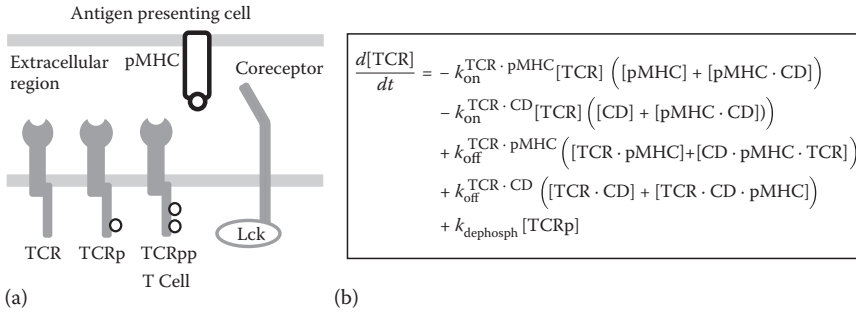 Antigen presenting cell
Extracellular region
pMHC
Coreceptor
Lck
TCR TCRp TCRpp
T Cell
(a)
d[TCR]/dt = − k_on^{TCR · pMHC} [TCR] ([pMHC] + [pMHC · CD])
− k_on^{TCR · CD} [TCR] ([CD] + [pMHC · CD]))
+ k_off^{TCR · pMHC} ([TCR · pMHC]+[CD · pMHC · TCR])
+ k_off^{TCR · CD} ([TCR · CD] + [TCR · CD · pMHC])
+ k_dephosph [TCRp]
(b)